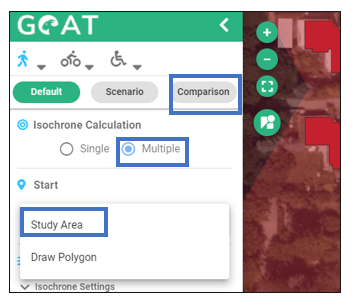 GOAT
Default Scenario Comparison
Isochrone Calculation
Single Multiple
Start
Study Area
Draw Polygon
Isochrone Settings